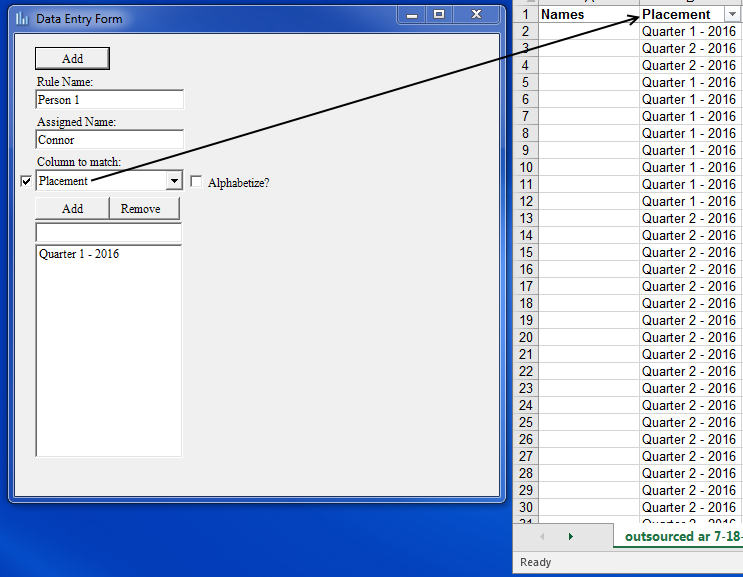 Data Entry Form
Add
Rule Name:
Person 1
Assigned Name:
Connor
Column to match:
Placement
Alphabetize?
Add Remove
Quarter 1 - 2016
1 Names Placement
2 Quarter 1 - 2016
3 Quarter 2 - 2016
4 Quarter 2 - 2016
5 Quarter 1 - 2016
6 Quarter 1 - 2016
7 Quarter 1 - 2016
8 Quarter 1 - 2016
9 Quarter 1 - 2016
10 Quarter 1 - 2016
11 Quarter 1 - 2016
12 Quarter 1 - 2016
13 Quarter 2 - 2016
14 Quarter 2 - 2016
15 Quarter 2 - 2016
16 Quarter 2 - 2016
17 Quarter 2 - 2016
18 Quarter 2 - 2016
19 Quarter 2 - 2016
20 Quarter 2 - 2016
21 Quarter 2 - 2016
22 Quarter 2 - 2016
23 Quarter 2 - 2016
24 Quarter 2 - 2016
25 Quarter 2 - 2016
26 Quarter 2 - 2016
27 Quarter 2 - 2016
28 Quarter 2 - 2016
29 Quarter 2 - 2016
30 Quarter 2 - 2016
outsourced ar 7-18-
Ready